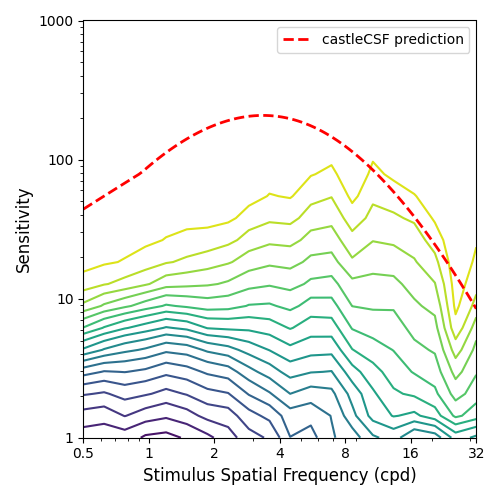 1000
castleCSF prediction
100
Sensitivity
10
1
0.5 1 2 4 8 16 32
Stimulus Spatial Frequency (cpd)